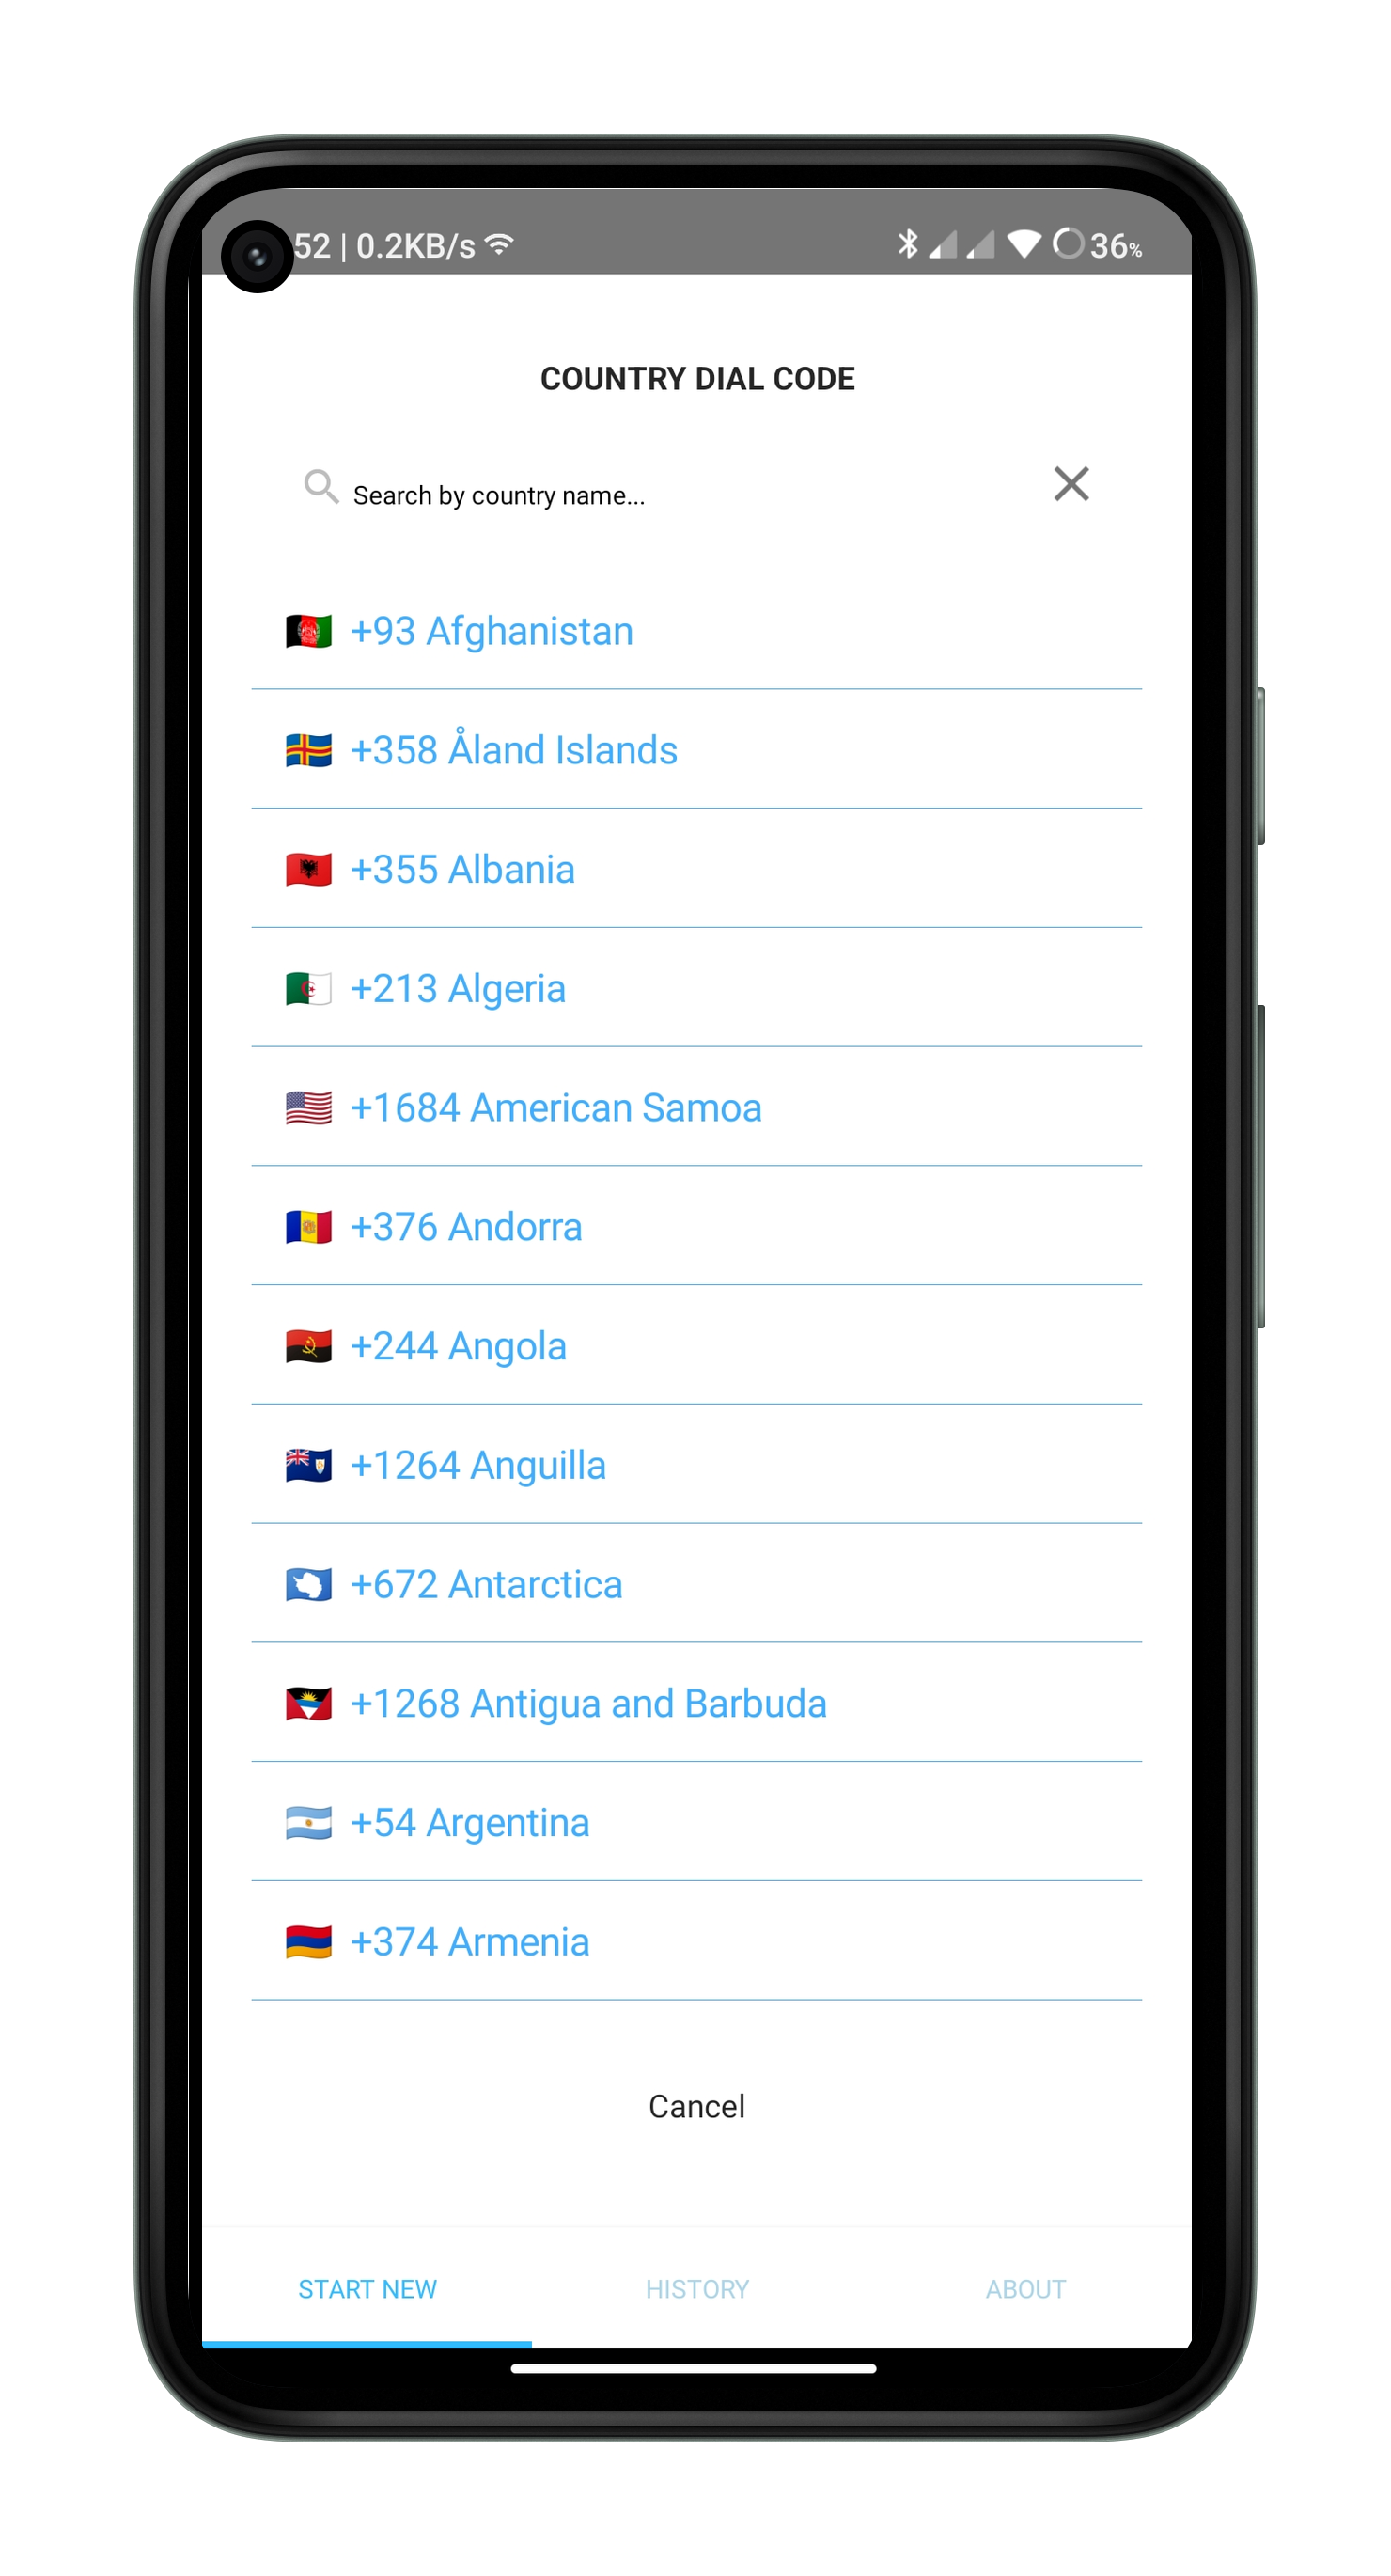 52 | 0.2KB/s 36%
COUNTRY DIAL CODE
Search by country name...
+93 Afghanistan
+358 Åland Islands
+355 Albania
+213 Algeria
+1684 American Samoa
+376 Andorra
+244 Angola
+1264 Anguilla
+672 Antarctica
+1268 Antigua and Barbuda
+54 Argentina
+374 Armenia
Cancel
START NEW HISTORY ABOUT